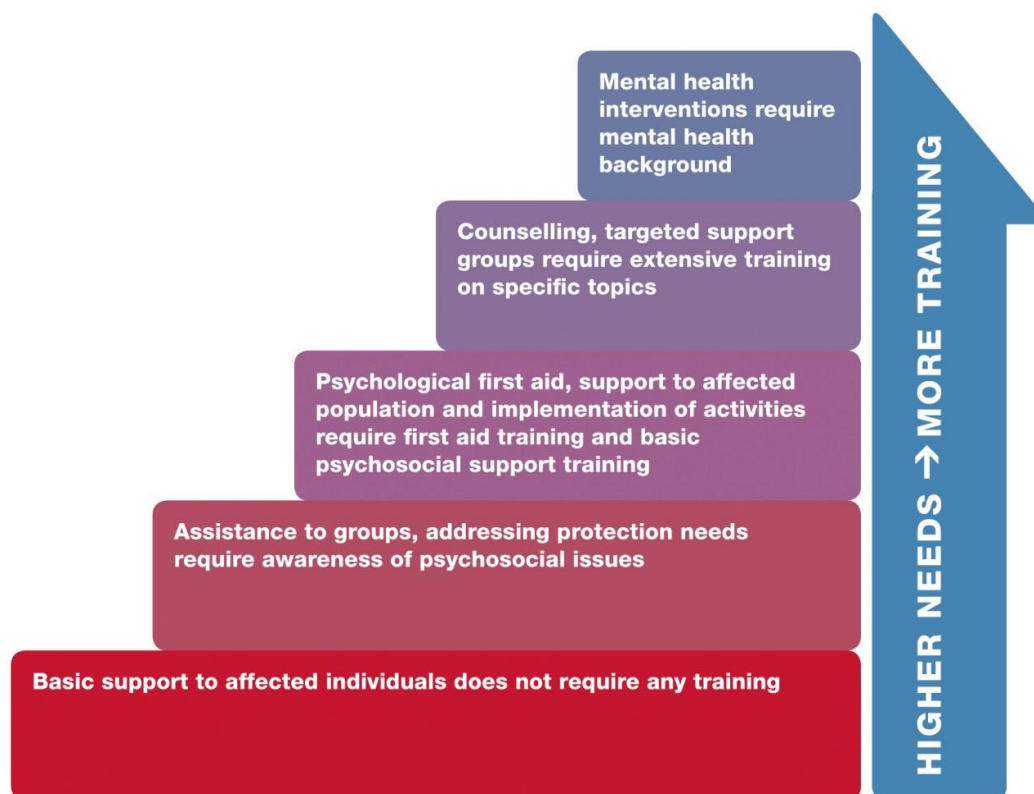 Mental health
interventions require
mental health
background
Counselling, targeted support
groups require extensive training
on specific topics
Psychological first aid, support to affected
population and implementation of activities
require first aid training and basic
psychosocial support training
Assistance to groups, addressing protection needs
require awareness of psychosocial issues
Basic support to affected individuals does not require any training
HIGHER NEEDS → MORE TRAINING